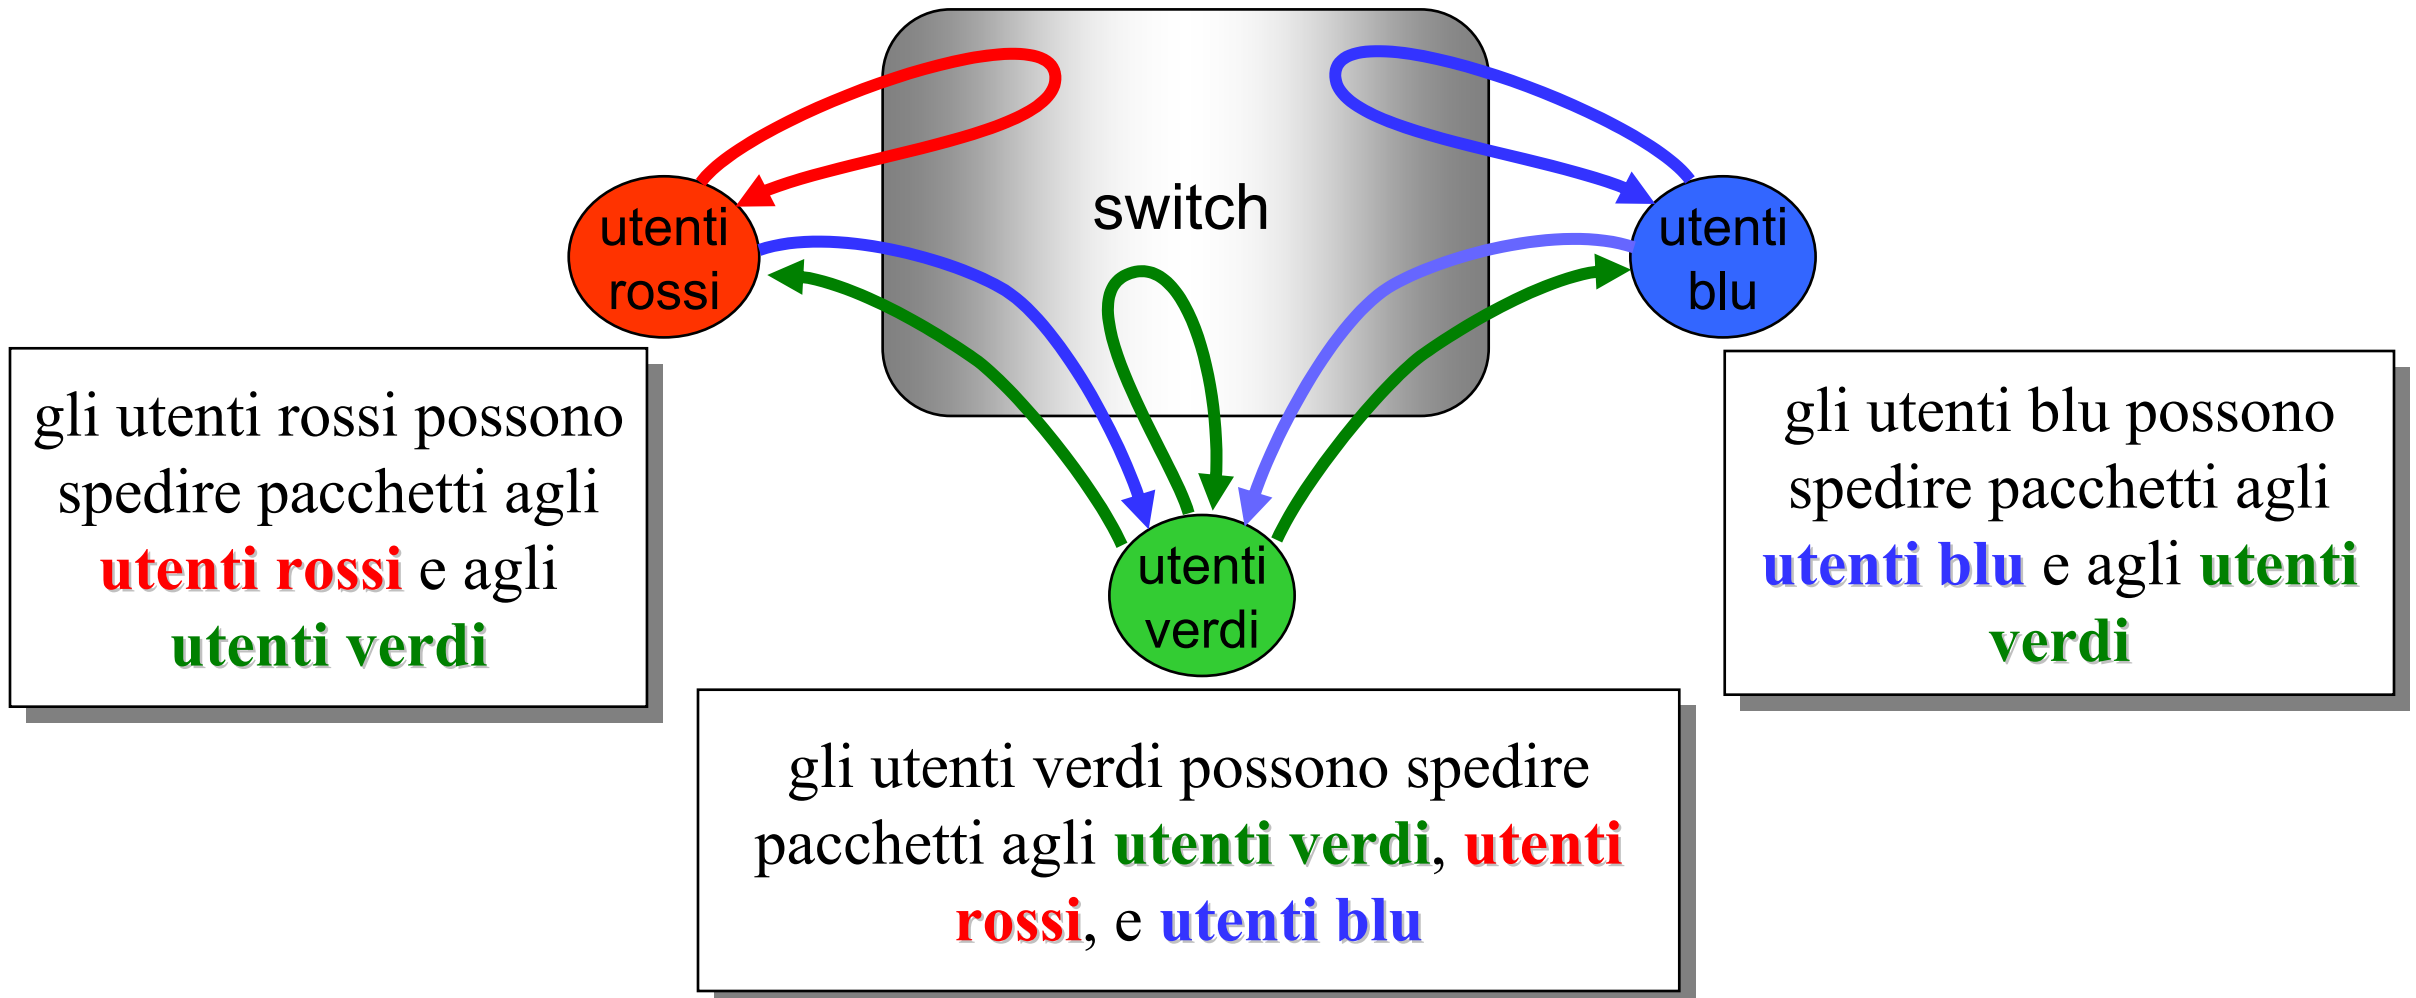 switch
utenti
rossi
utenti
blu
utenti
verdi
gli utenti rossi possono
spedire pacchetti agli
utenti rossi e agli
utenti verdi
gli utenti blu possono
spedire pacchetti agli
utenti blu e agli utenti
verdi
gli utenti verdi possono spedire
pacchetti agli utenti verdi, utenti
rossi, e utenti blu